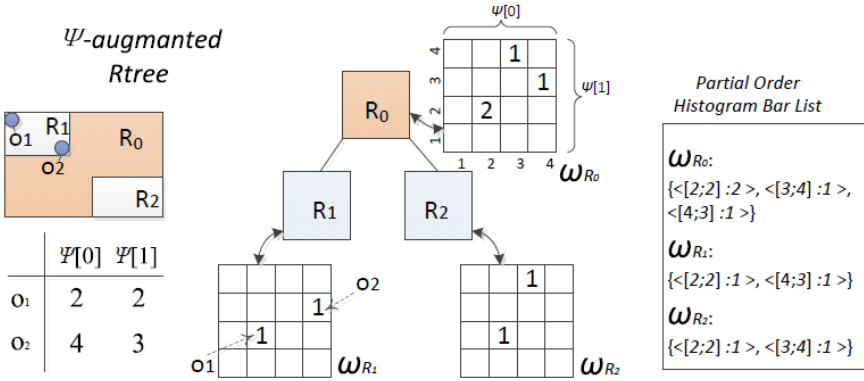 Ψ-augmanted
Rtree
R1
o1
o2
R0
R2
Ψ[0] Ψ[1]
o1 2 2
o2 4 3
R0
R1
R2
Ψ[0]
Ψ[1]
4 1
3 1
2 2
1
1 2 3 4
ωR0
1 o2
1
o1
ωR1
1
1
ωR2
Partial Order
Histogram Bar List
ωR0:
{<[2;2] :2 >, <[3;4] :1 >,
<[4;3] :1 >}
ωR1:
{<[2;2] :1 >, <[4;3] :1 >}
ωR2:
{<[2;2] :1 >, <[3;4] :1 >}